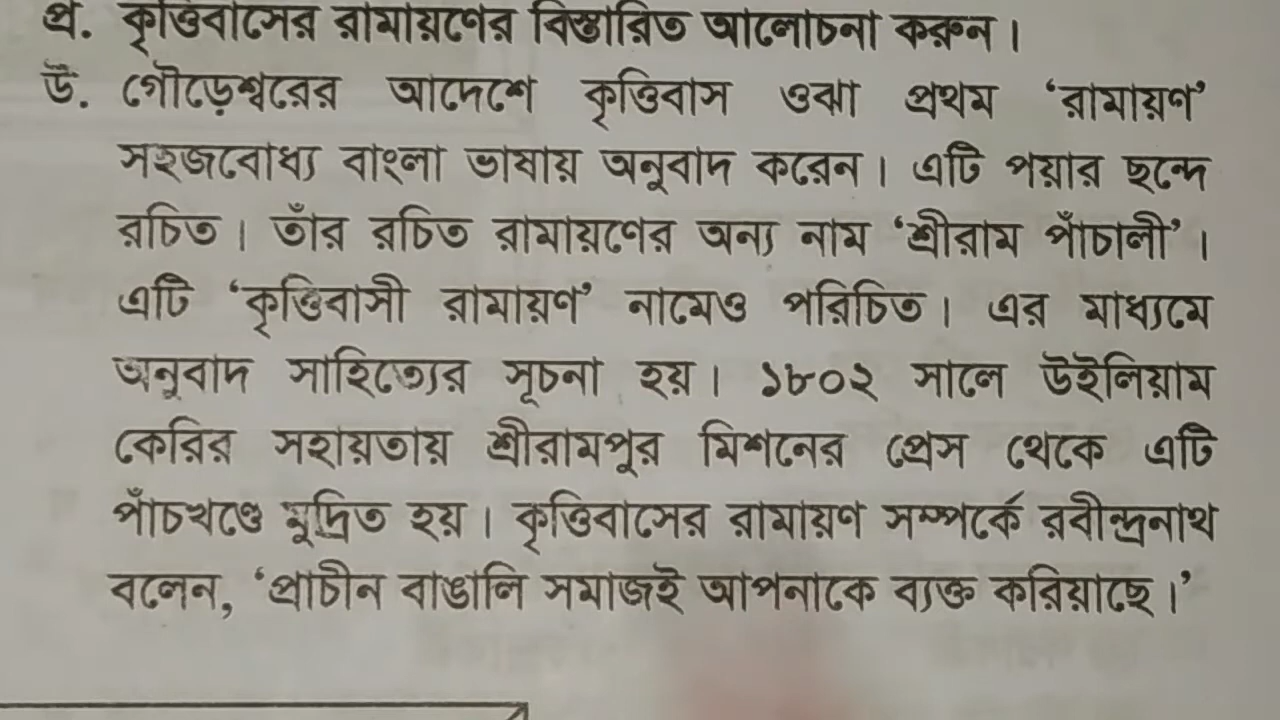 প্র. কৃত্তিবাসের রামায়ণের বিস্তারিত আলোচনা করুন।
উ. গৌড়েশ্বরের আদেশে কৃত্তিবাস ওঝা প্রথম ‘রামায়ণ’
সহজবোধ্য বাংলা ভাষায় অনুবাদ করেন। এটি পয়ার ছন্দে
রচিত। তাঁর রচিত রামায়ণের অন্য নাম ‘শ্রীরাম পাঁচালী’।
এটি ‘কৃত্তিবাসী রামায়ণ’ নামেও পরিচিত। এর মাধ্যমে
অনুবাদ সাহিত্যের সূচনা হয়। ১৮০২ সালে উইলিয়াম
কেরির সহায়তায় শ্রীরামপুর মিশনের প্রেস থেকে এটি
পাঁচখণ্ডে মুদ্রিত হয়। কৃত্তিবাসের রামায়ণ সম্পর্কে রবীন্দ্রনাথ
বলেন, ‘প্রাচীন বাঙালি সমাজই আপনাকে ব্যক্ত করিয়াছে।’